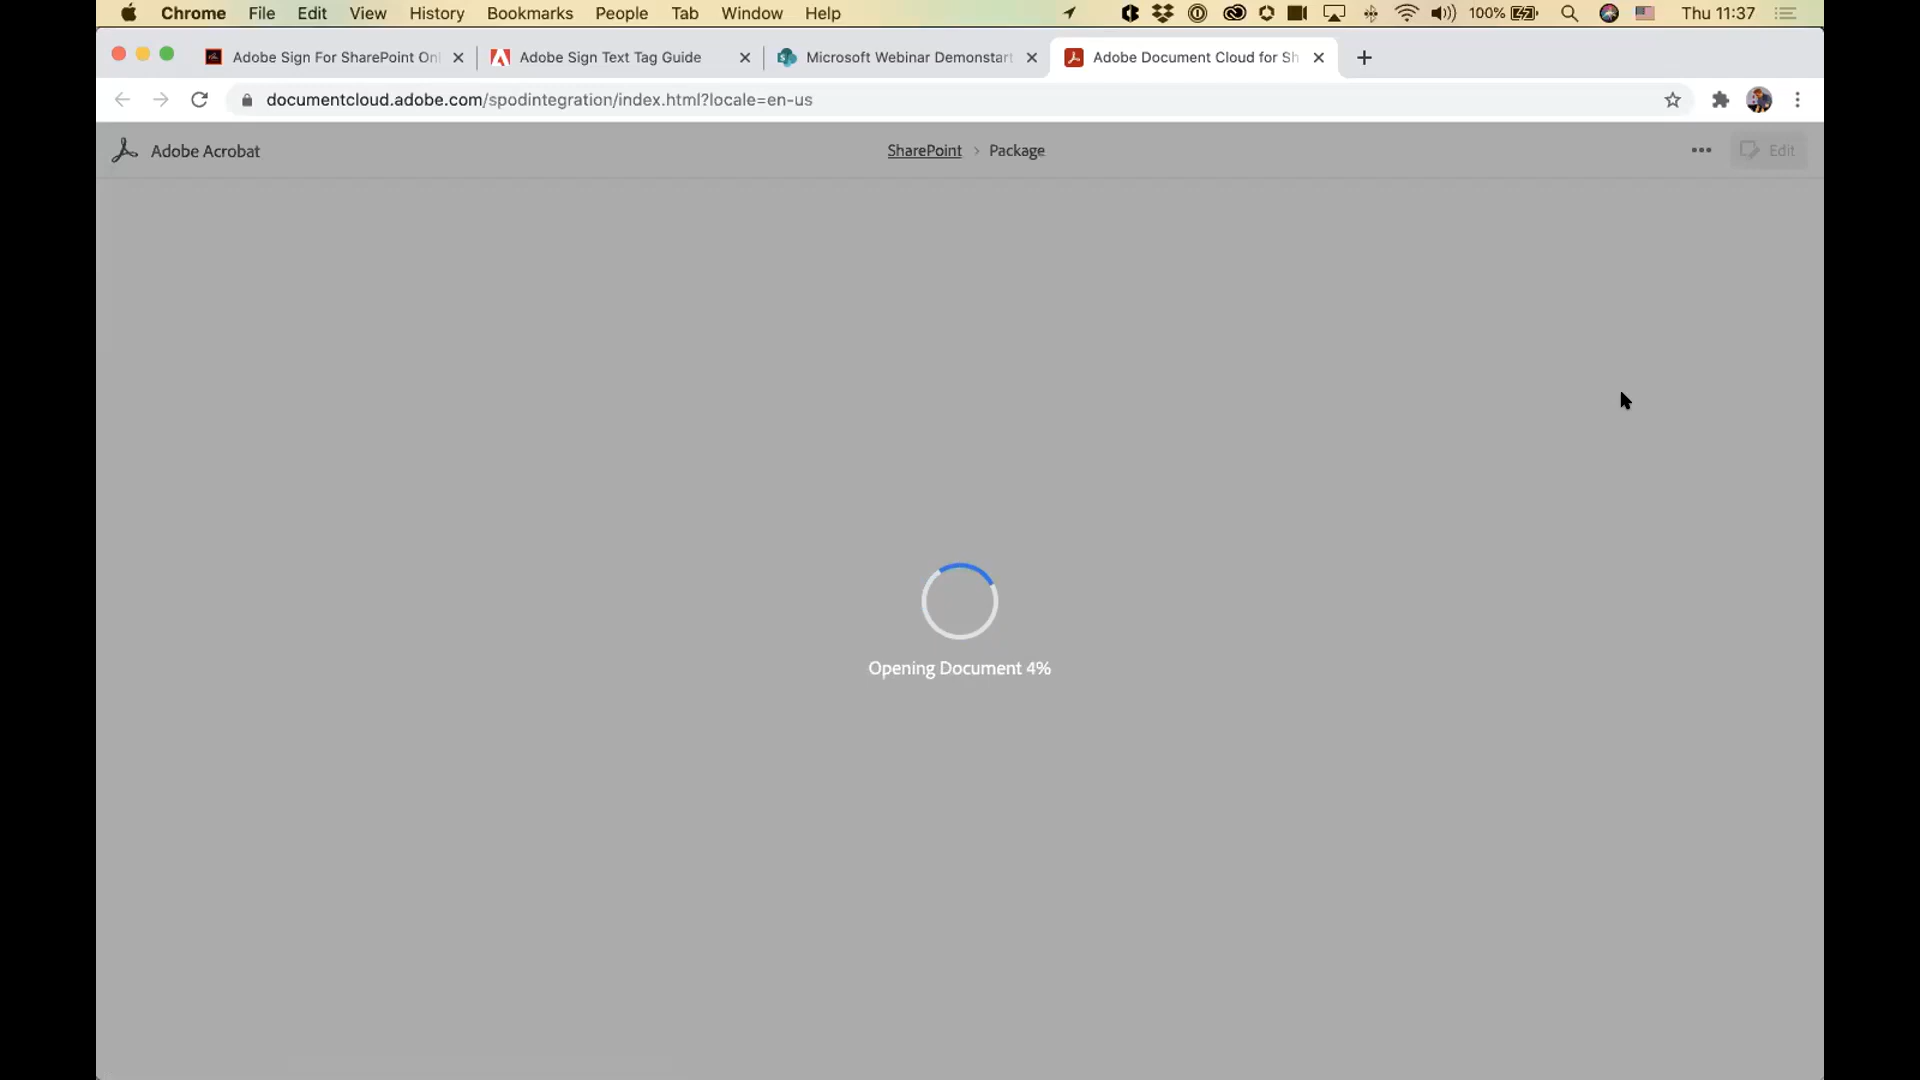 Chrome File Edit View History Bookmarks People Tab Window Help 100% Thu 11:37
Adobe Sign For SharePoint Onl Adobe Sign Text Tag Guide Microsoft Webinar Demonstart Adobe Document Cloud for Sh
documentcloud.adobe.com/spodintegration/index.html?locale=en-us
Adobe Acrobat SharePoint > Package Edit
Opening Document 4%